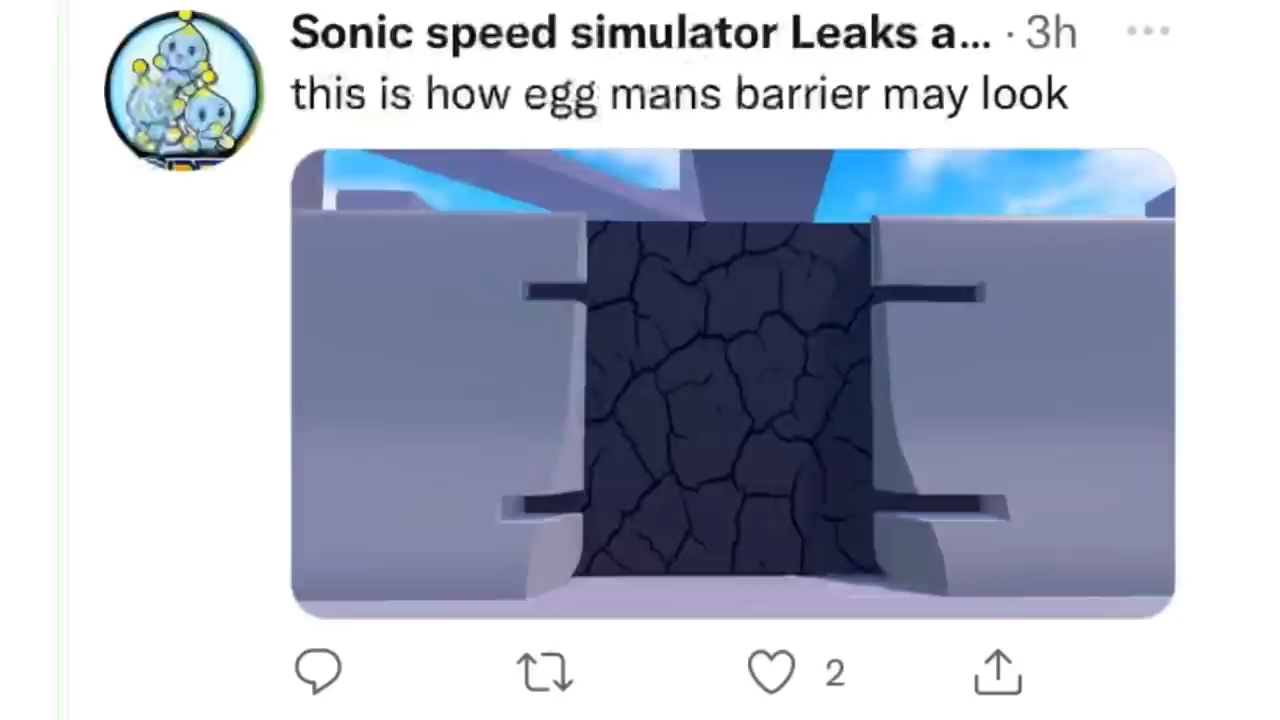 Sonic speed simulator Leaks a... · 3h
this is how egg mans barrier may look
2